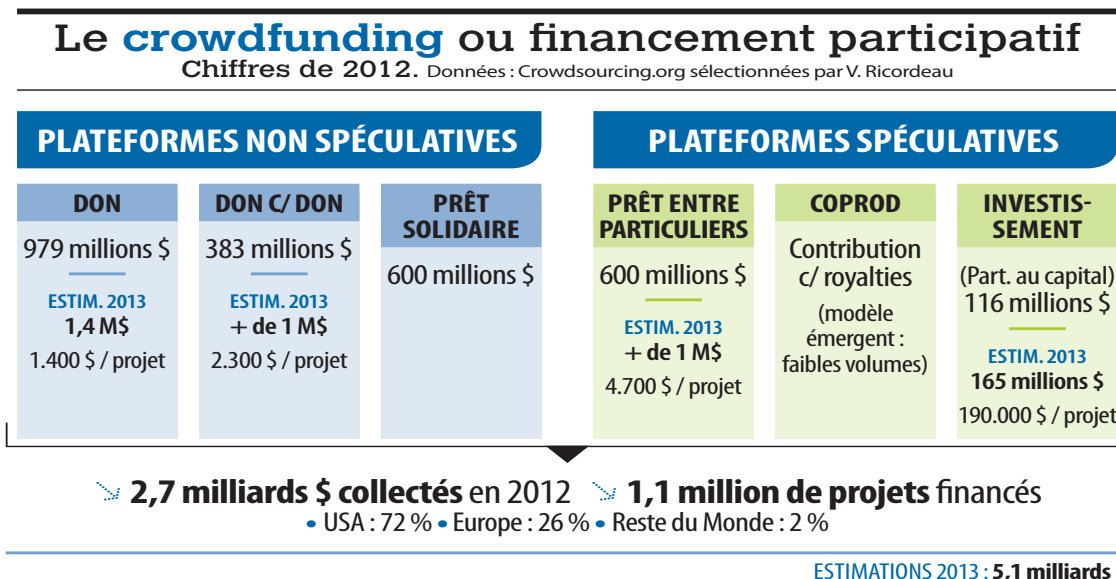 Le crowdfunding ou financement participatif
Chiffres de 2012. Données : Crowdsourcing.org sélectionnées par V. Ricordeau
PLATEFORMES NON SPÉCULATIVES
DON
979 millions $
ESTIM. 2013
1,4 M$
1.400 $ / projet
DON C/ DON
383 millions $
ESTIM. 2013
+ de 1 M$
2.300 $ / projet
PRÊT
SOLIDAIRE
600 millions $
PLATEFORMES SPÉCULATIVES
PRÊT ENTRE
PARTICULIERS
600 millions $
ESTIM. 2013
+ de 1 M$
4.700 $ / projet
COPROD
Contribution
c/ royalties
(modèle
émergent :
faibles volumes)
INVESTIS-
SEMENT
(Part. au capital)
116 millions $
ESTIM. 2013
165 millions $
190.000 $ / projet
2,7 milliards $ collectés en 2012 1,1 million de projets financés
• USA : 72 % • Europe : 26 % • Reste du Monde : 2 %
ESTIMATIONS 2013 : 5,1 milliards